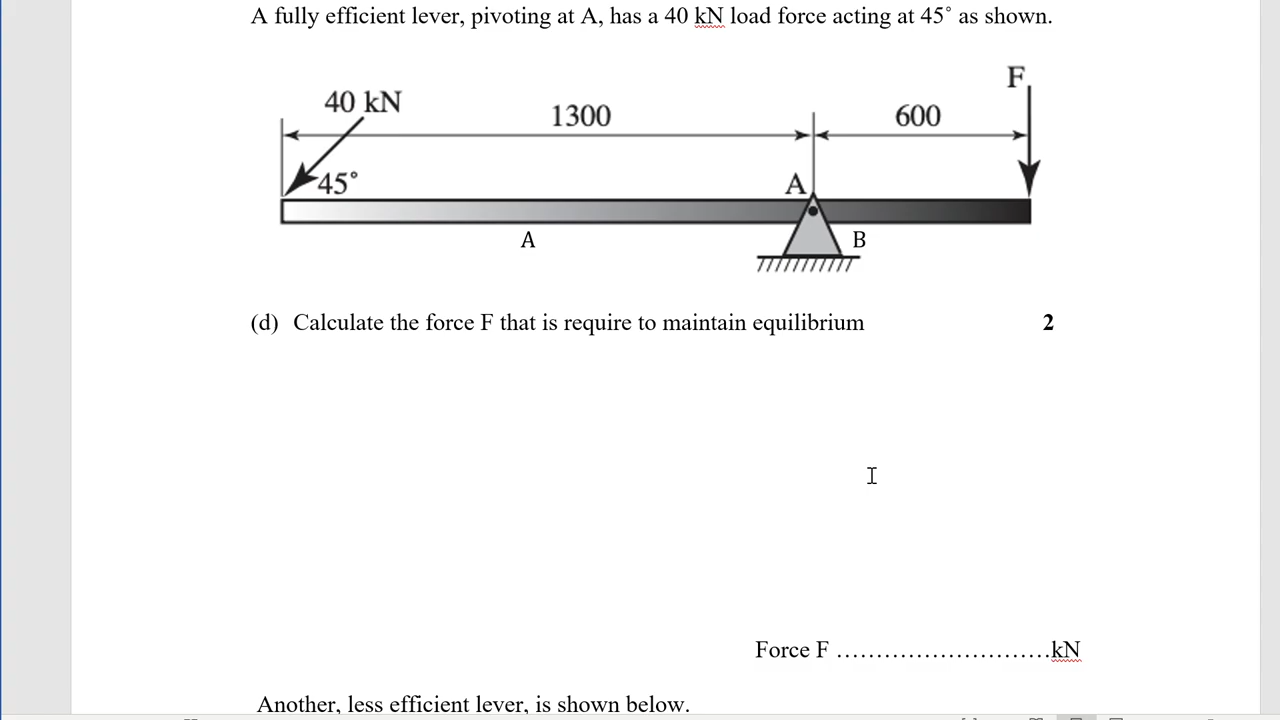 A fully efficient lever, pivoting at A, has a 40 kN load force acting at 45° as shown.
F
40 kN
1300
600
45°
A
A
B
(d) Calculate the force F that is require to maintain equilibrium 2
Force F ………………………kN
Another, less efficient lever, is shown below.